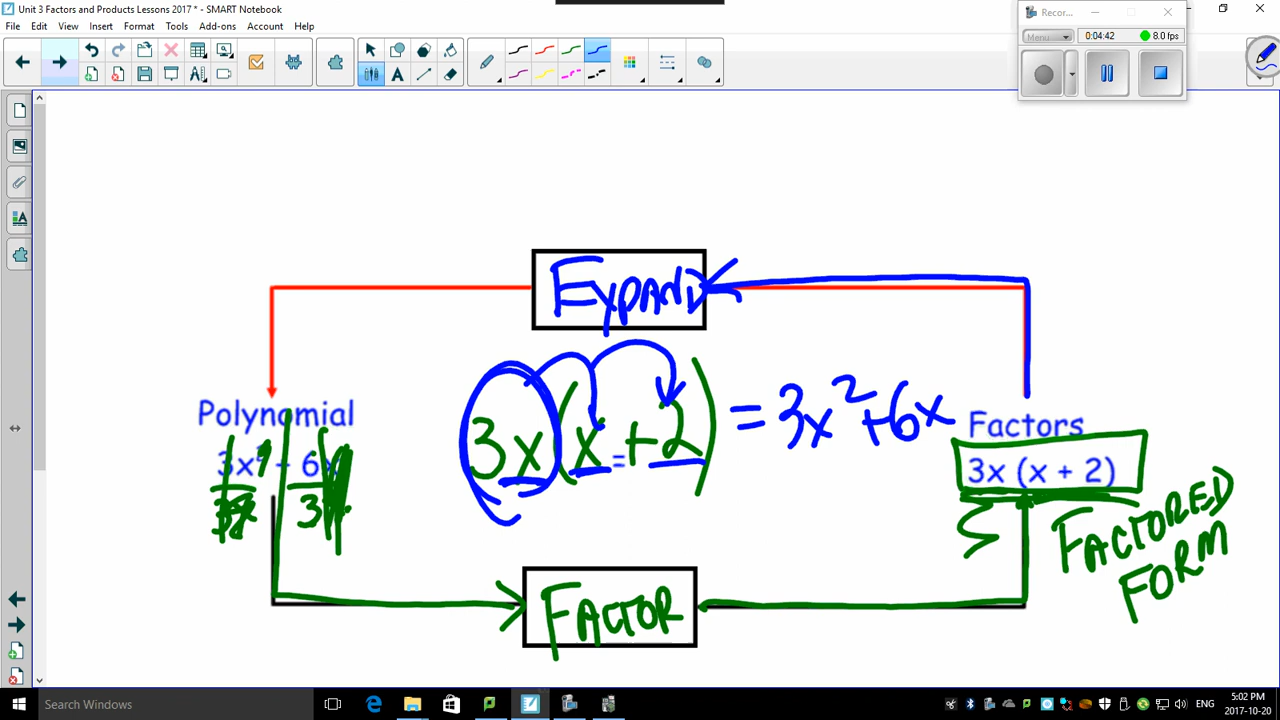 Unit 3 Factors and Products Lessons 2017 * - SMART Notebook
File Edit View Insert Format Tools Add-ons Account Help
Recor...
Menu 0:04:42 8.0 fps
EXPAND
Polynomial
3x (x + 2) = 3x² + 6x
Factors
3x (x + 2)
FACTORED
FORM
FACTOR
Search Windows
ENG
5:02 PM
2017-10-20